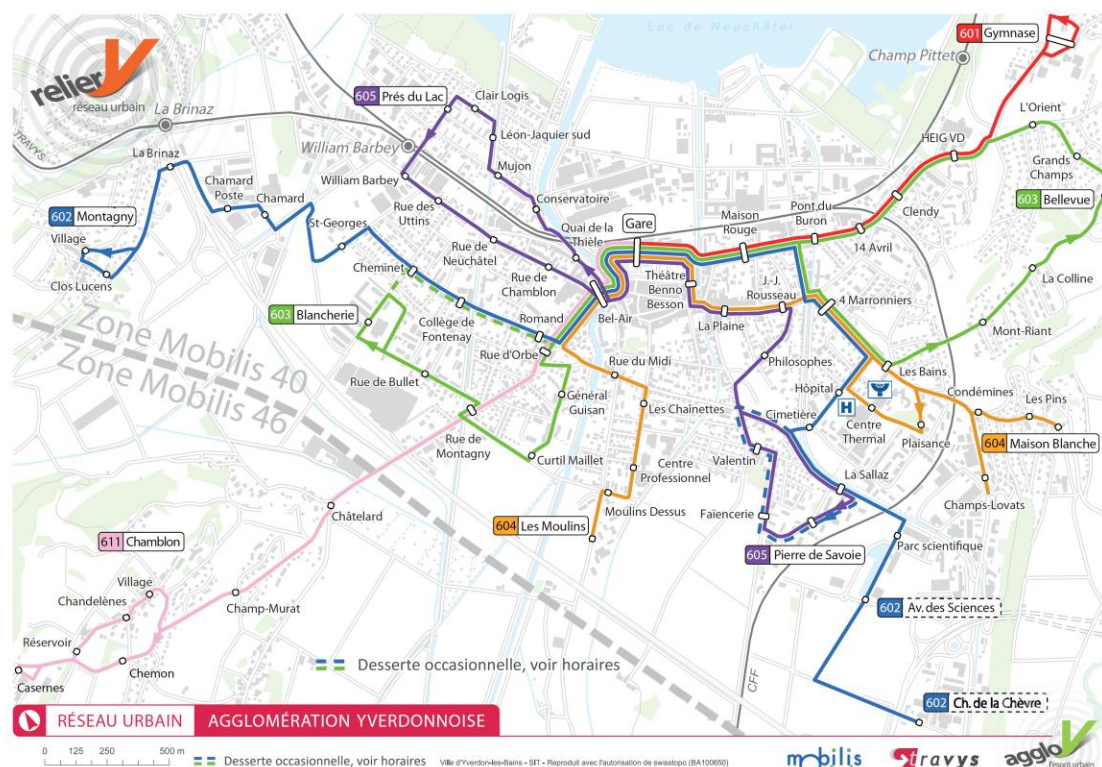 relier Y
réseau urbain
Lac de Neuchâtel
601 Gymnase
Champ Pittet
605 Prés du Lac
Clair Logis
L'Orient
La Brinaz
TRAVYS
Léon-Jaquier sud
HEIG VD
William Barbey
La Brinaz
Mujon
Grands
Champs
Chamard
Poste
Chamard
William Barbey
Maison
Rouge
Pont du
Buron
Clendy
603 Bellevue
Conservatoire
602 Montagny
Rue des
Uttins
Gare
Village
St-Georges
Quai de la
Thièle
14 Avril
Rue de
Neuchâtel
Cheminet
Théâtre
Benno
Besson
J.-J.
Rousseau
La Colline
Clos Lucens
Rue de
Chamblon
4 Marronniers
603 Blancherie
Romand
Bel-Air
La Plaine
Collège de
Fontenay
Mont-Riant
Zone Mobilis 40
Zone Mobilis 46
Rue d'Orbe
Rue du Midi
Philosophes
Les Bains
Rue de Bullet
Hôpital
Condémines
Général
Guisan
Les Chaînettes
Cimetière
H
Les Pins
Centre
Thermal
Plaisance
604 Maison Blanche
Rue de
Montagny
Curtil Maillet
Centre
Professionnel
Valentin
La Sallaz
Champs-Lovats
Châtelard
Moulins Dessus
Faïencerie
604 Les Moulins
611 Chamblon
605 Pierre de Savoie
Parc scientifique
Village
Chandelènes
Champ-Murat
602 Av. des Sciences
Réservoir
Chemon
Casernes
Desserte occasionnelle, voir horaires
CFF
602 Ch. de la Chèvre
RÉSEAU URBAIN AGGLOMÉRATION YVERDONNOISE
0 125 250 500 m
Desserte occasionnelle, voir horaires
Ville d'Yverdon-les-Bains - SIT - Reproduit avec l'autorisation de swisstopo (BA100650)
mobilis
travys
aggloY
l'esprit urbain